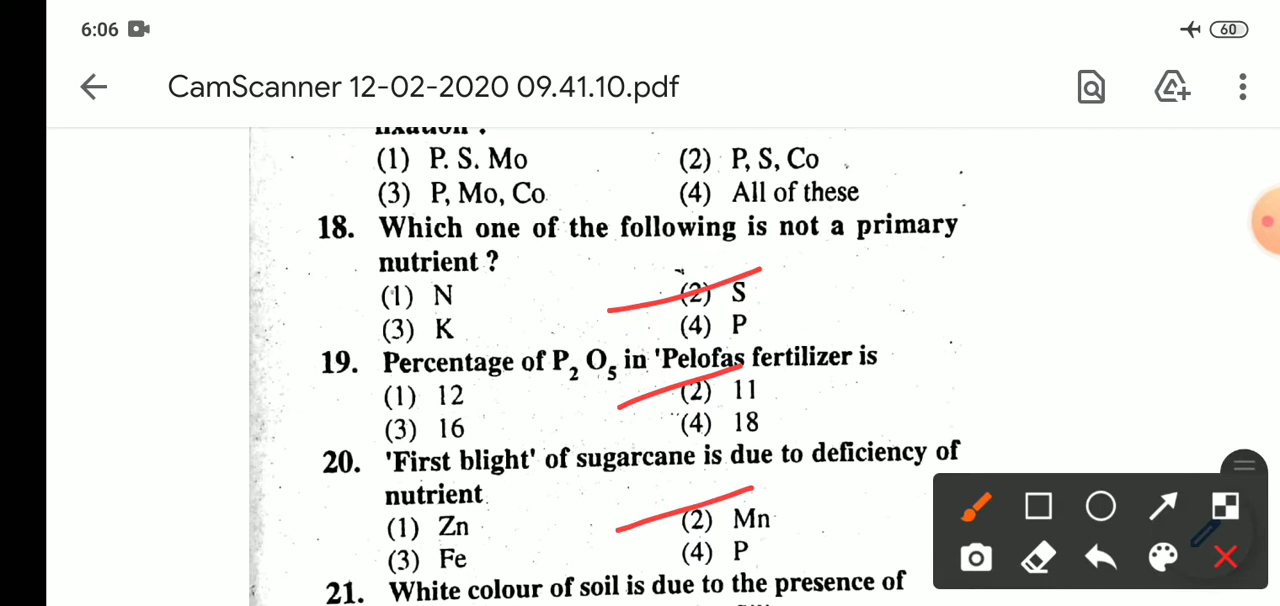 6:06
60
CamScanner 12-02-2020 09.41.10.pdf
fixation ?
(1) P. S. Mo (2) P, S, Co
(3) P, Mo, Co (4) All of these
18. Which one of the following is not a primary
nutrient ?
(1) N (2) S
(3) K (4) P
19. Percentage of P₂ O₅ in 'Pelofas fertilizer is
(1) 12 (2) 11
(3) 16 (4) 18
20. 'First blight' of sugarcane is due to deficiency of
nutrient
(1) Zn (2) Mn
(3) Fe (4) P
21. White colour of soil is due to the presence of